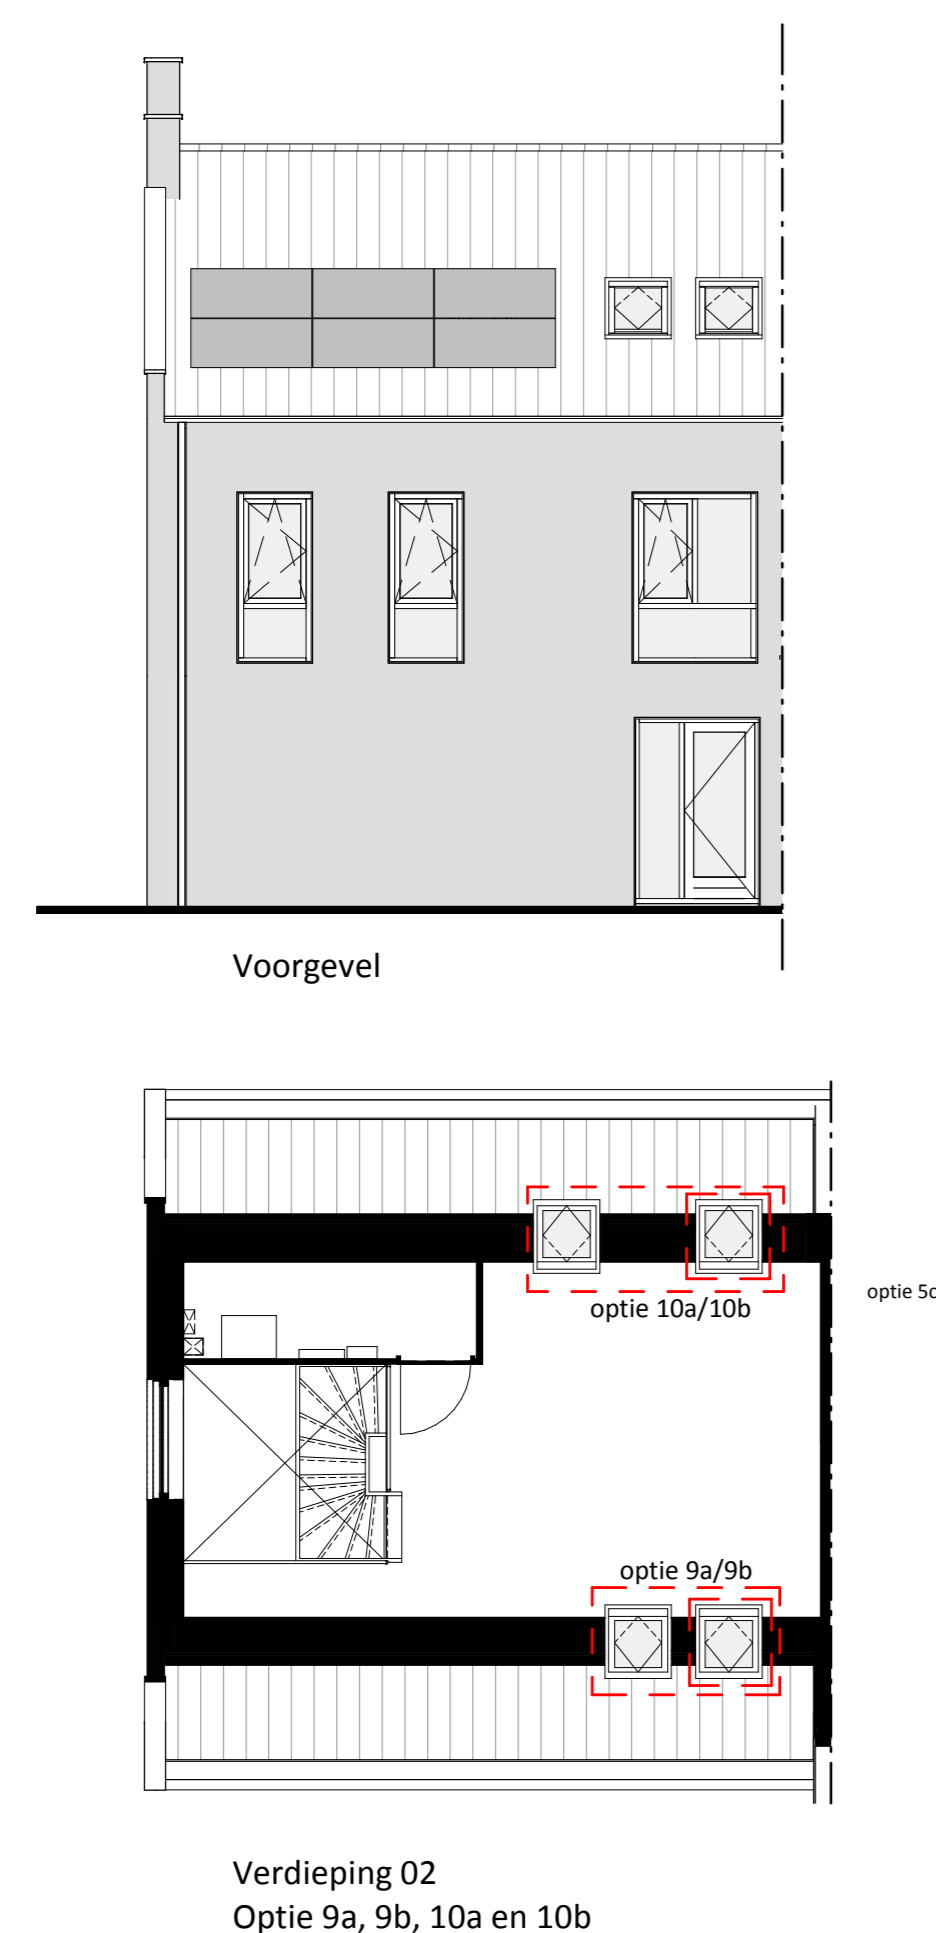 Voorgevel
optie 5c
optie 10a/10b
optie 9a/9b
Verdieping 02
Optie 9a, 9b, 10a en 10b